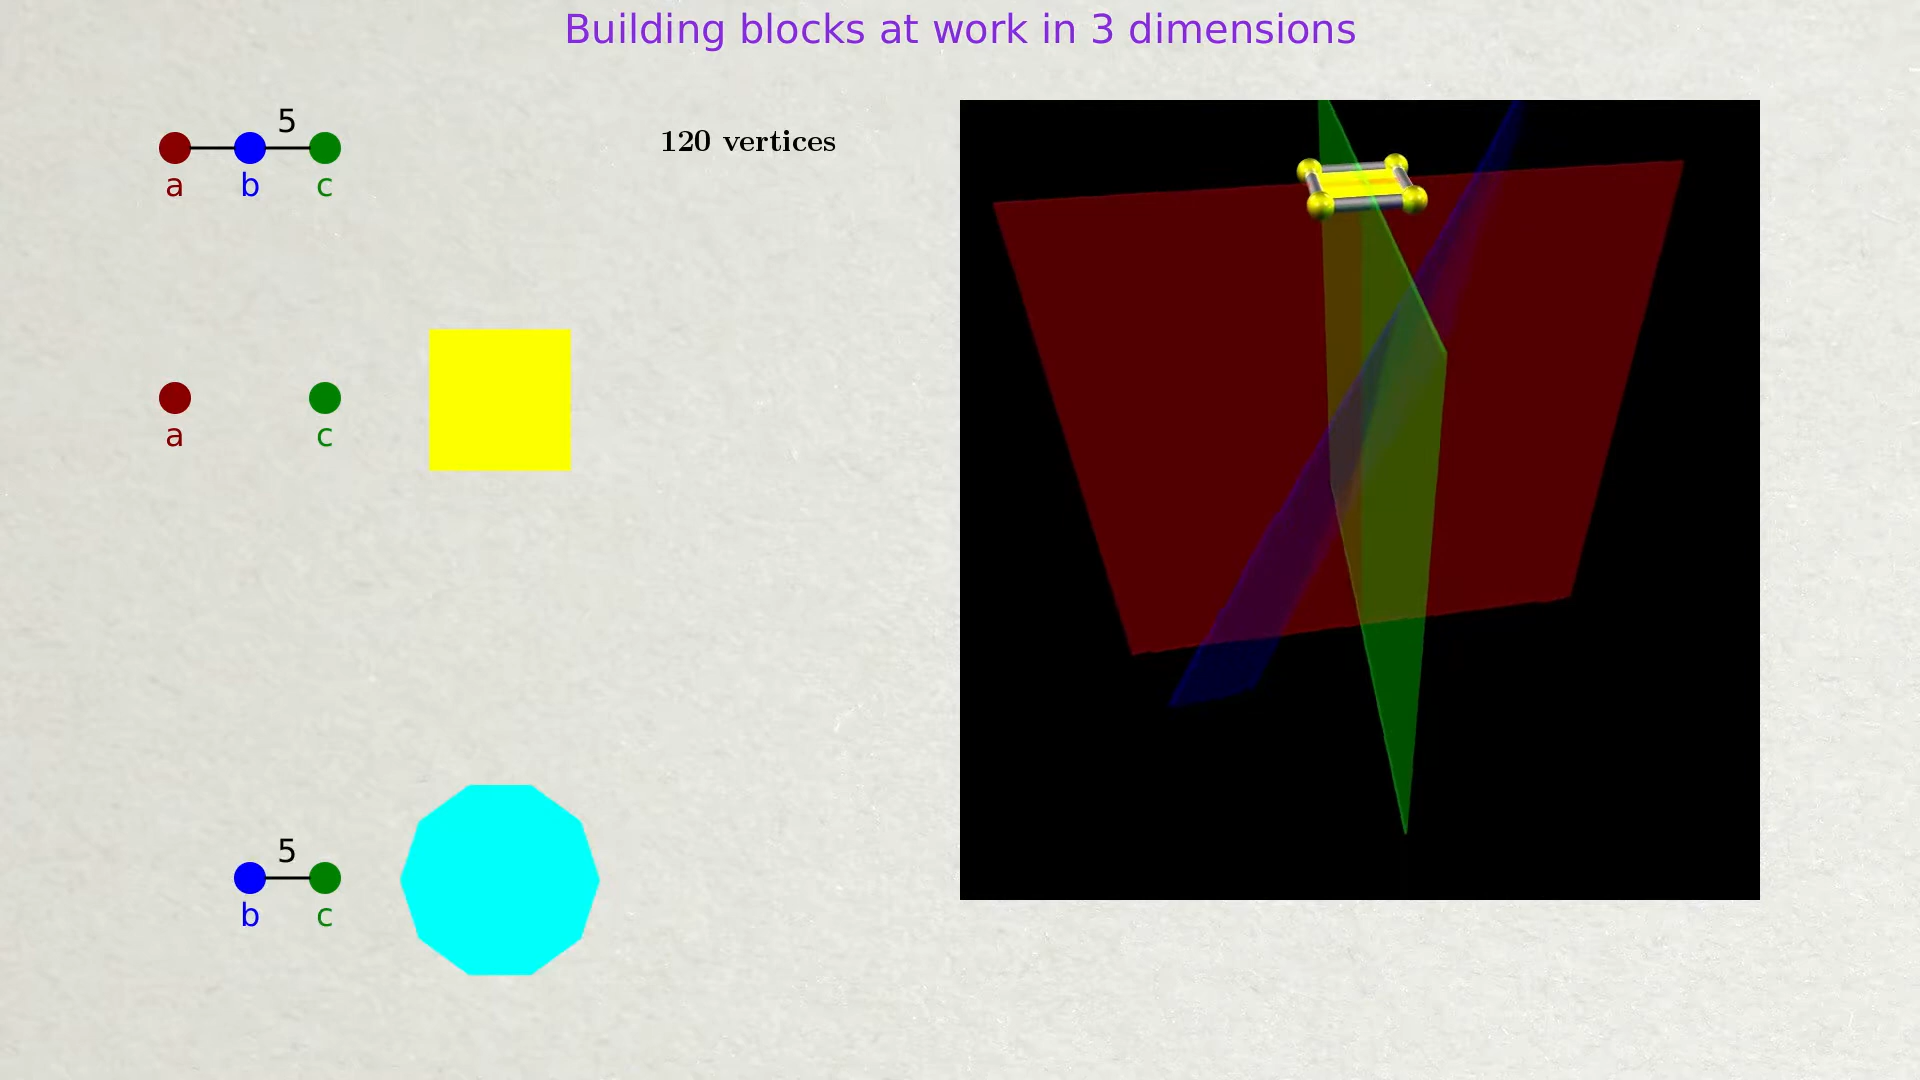 Building blocks at work in 3 dimensions
5
a b c
120 vertices
a c
5
b c